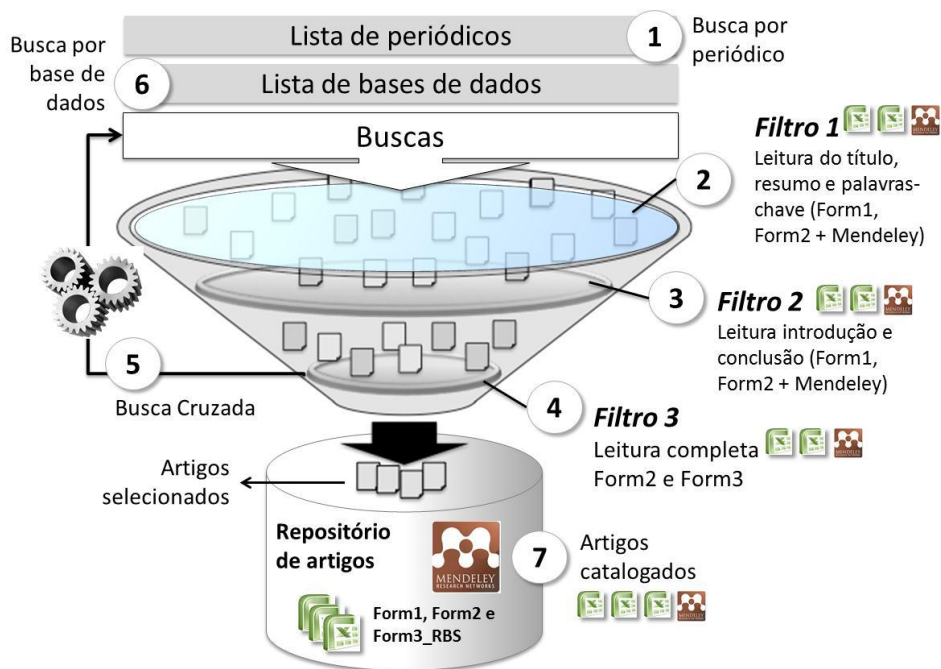 Lista de periódicos
1
Busca por
periódico
Busca por
base de
dados
6
Lista de bases de dados
Buscas
2
Filtro 1
Leitura do título,
resumo e palavras-
chave (Form1,
Form2 + Mendeley)
3
Filtro 2
Leitura introdução e
conclusão (Form1,
Form2 + Mendeley)
5
Busca Cruzada
4
Filtro 3
Leitura completa
Form2 e Form3
Artigos
selecionados
Repositório
de artigos
MENDELEY
RESEARCH NETWORKS
Form1, Form2 e
Form3_RBS
7
Artigos
catalogados